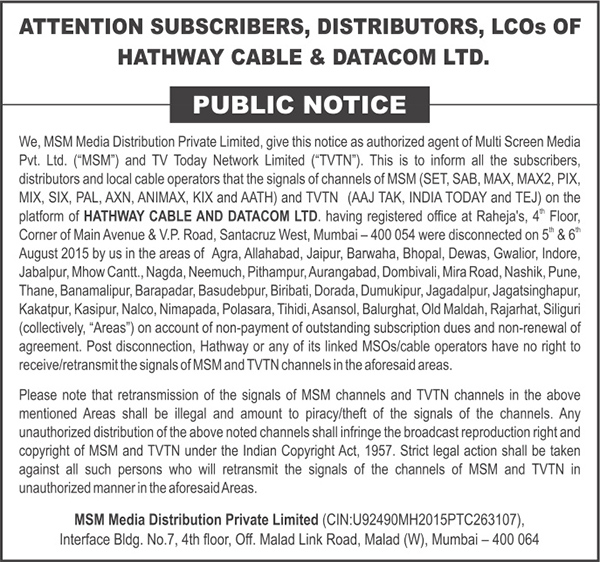 ATTENTION SUBSCRIBERS, DISTRIBUTORS, LCOs OF
HATHWAY CABLE & DATACOM LTD.
PUBLIC NOTICE
We, MSM Media Distribution Private Limited, give this notice as authorized agent of Multi Screen Media
Pvt. Ltd. (“MSM”) and TV Today Network Limited (“TVTN”). This is to inform all the subscribers,
distributors and local cable operators that the signals of channels of MSM (SET, SAB, MAX, MAX2, PIX,
MIX, SIX, PAL, AXN, ANIMAX, KIX and AATH) and TVTN (AAJ TAK, INDIA TODAY and TEJ) on the
platform of HATHWAY CABLE AND DATACOM LTD. having registered office at Raheja's, 4th Floor,
Corner of Main Avenue & V.P. Road, Santacruz West, Mumbai – 400 054 were disconnected on 5th & 6th
August 2015 by us in the areas of Agra, Allahabad, Jaipur, Barwaha, Bhopal, Dewas, Gwalior, Indore,
Jabalpur, Mhow Cantt., Nagda, Neemuch, Pithampur, Aurangabad, Dombivali, Mira Road, Nashik, Pune,
Thane, Banamalipur, Barapadar, Basudebpur, Biribati, Dorada, Dumukipur, Jagadalpur, Jagatsinghapur,
Kakatpur, Kasipur, Nalco, Nimapada, Polasara, Tihidi, Asansol, Balurghat, Old Maldah, Rajarhat, Siliguri
(collectively, “Areas”) on account of non-payment of outstanding subscription dues and non-renewal of
agreement. Post disconnection, Hathway or any of its linked MSOs/cable operators have no right to
receive/retransmit the signals of MSM and TVTN channels in the aforesaid areas.
Please note that retransmission of the signals of MSM channels and TVTN channels in the above
mentioned Areas shall be illegal and amount to piracy/theft of the signals of the channels. Any
unauthorized distribution of the above noted channels shall infringe the broadcast reproduction right and
copyright of MSM and TVTN under the Indian Copyright Act, 1957. Strict legal action shall be taken
against all such persons who will retransmit the signals of the channels of MSM and TVTN in
unauthorized manner in the aforesaid Areas.
MSM Media Distribution Private Limited (CIN:U92490MH2015PTC263107),
Interface Bldg. No.7, 4th floor, Off. Malad Link Road, Malad (W), Mumbai – 400 064